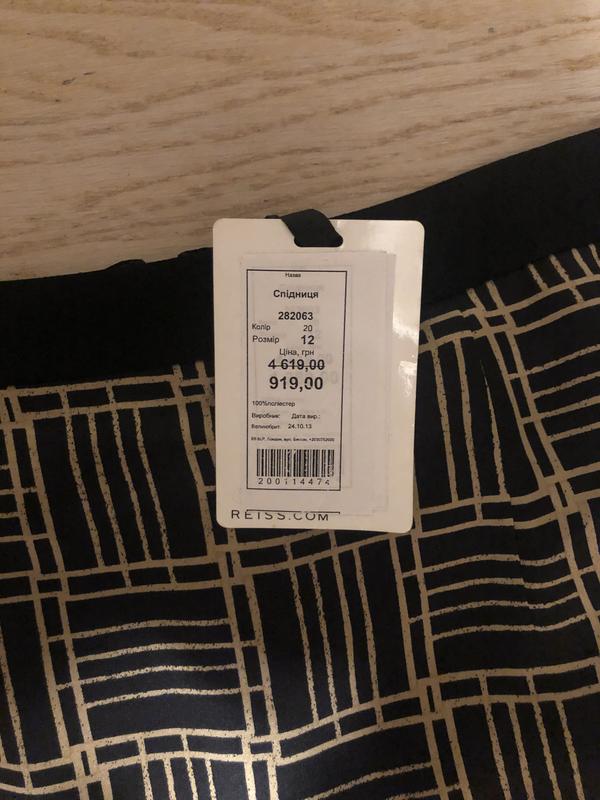 Назва
Спідниця
282063
Колір 20
Розмір 12
Ціна, грн
4 619,00
919,00
100%поліестер
Виробник: Дата вир.:
Великобрит. 24.10.13
200114474
REISS.COM